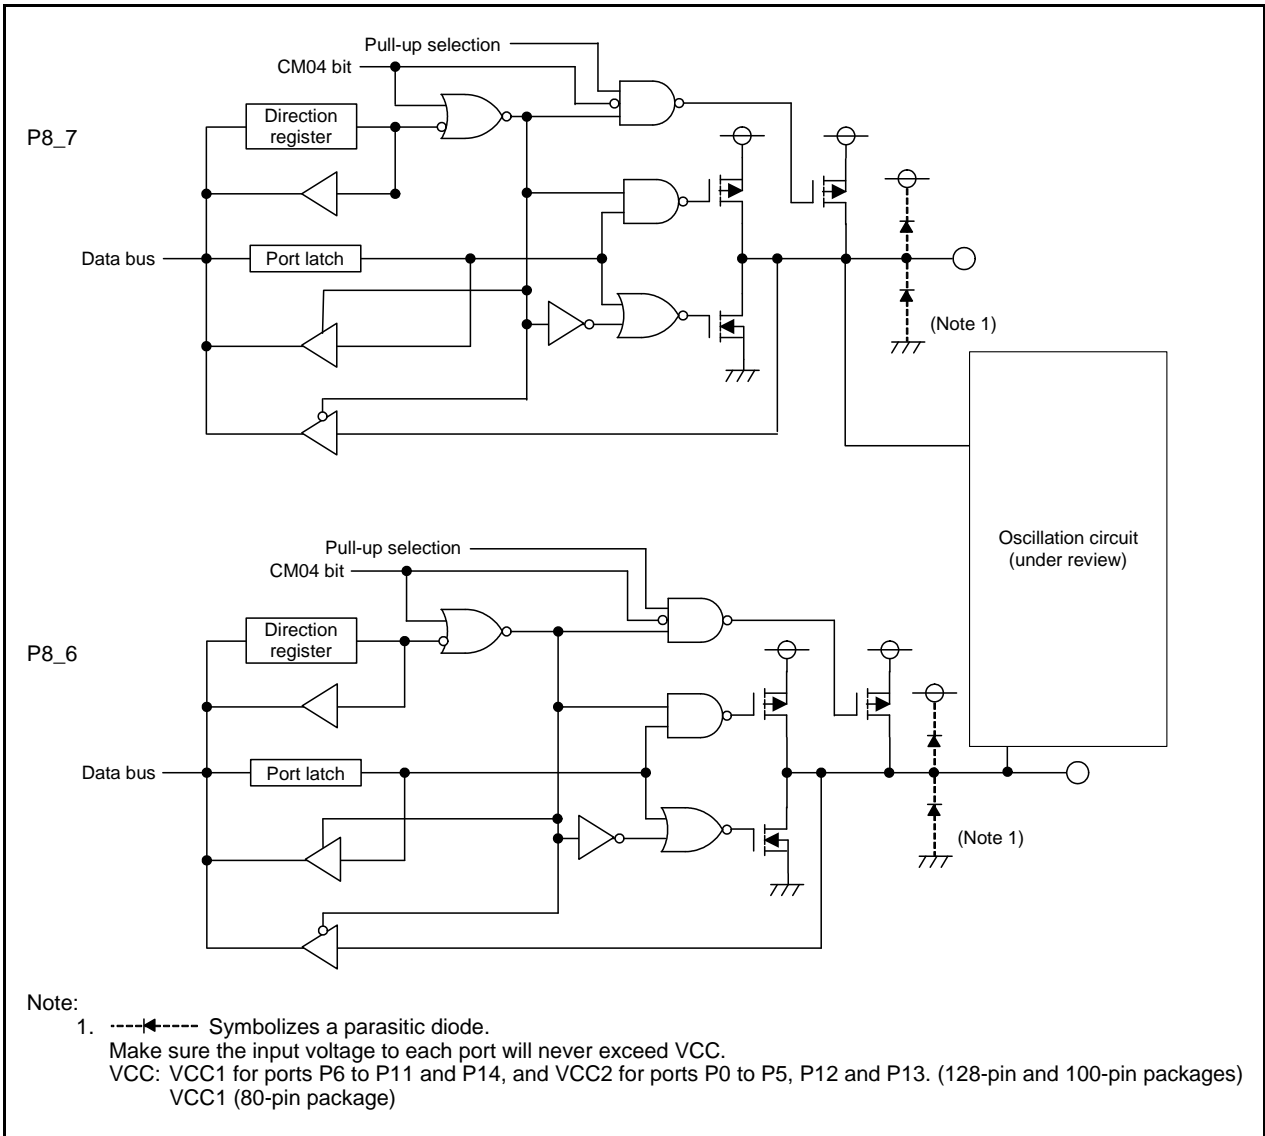 Pull-up selection
CM04 bit
Direction
register
P8_7
Data bus
Port latch
(Note 1)
Oscillation circuit
(under review)
Pull-up selection
CM04 bit
Direction
register
P8_6
Data bus
Port latch
(Note 1)
Note:
1. Symbolizes a parasitic diode.
Make sure the input voltage to each port will never exceed VCC.
VCC: VCC1 for ports P6 to P11 and P14, and VCC2 for ports P0 to P5, P12 and P13. (128-pin and 100-pin packages)
VCC1 (80-pin package)